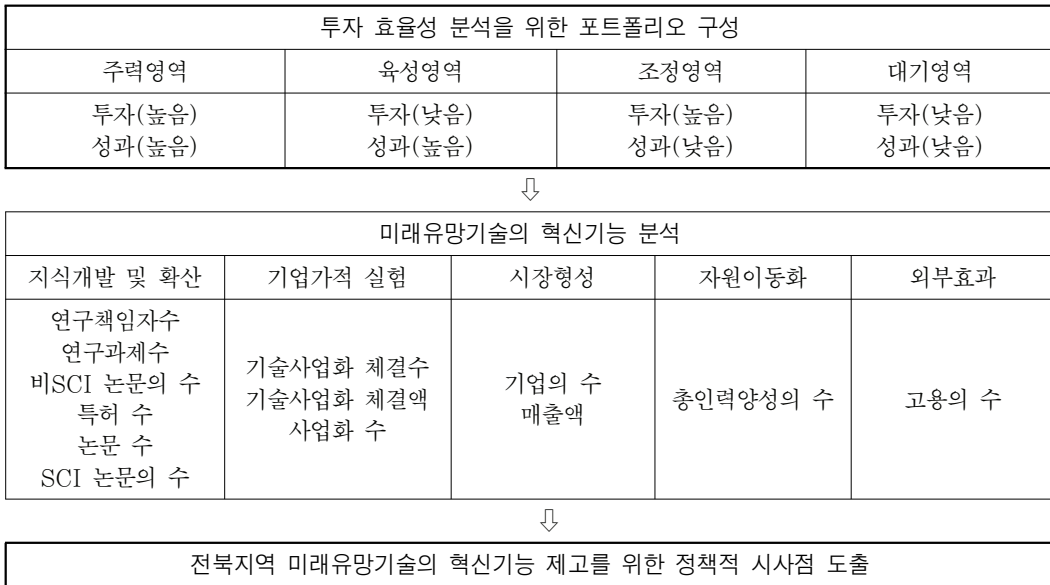 투자 효율성 분석을 위한 포트폴리오 구성
주력영역 육성영역 조정영역 대기영역
투자(높음) 투자(낮음) 투자(높음) 투자(낮음)
성과(높음) 성과(높음) 성과(낮음) 성과(낮음)
⇩
미래유망기술의 혁신기능 분석
지식개발 및 확산 기업가적 실험 시장형성 자원이동화 외부효과
연구책임자수
연구과제수
비SCI 논문의 수
특허 수
논문 수
SCI 논문의 수
기술사업화 체결수
기술사업화 체결액
사업화 수
기업의 수
매출액
총인력양성의 수
고용의 수
⇩
전북지역 미래유망기술의 혁신기능 제고를 위한 정책적 시사점 도출